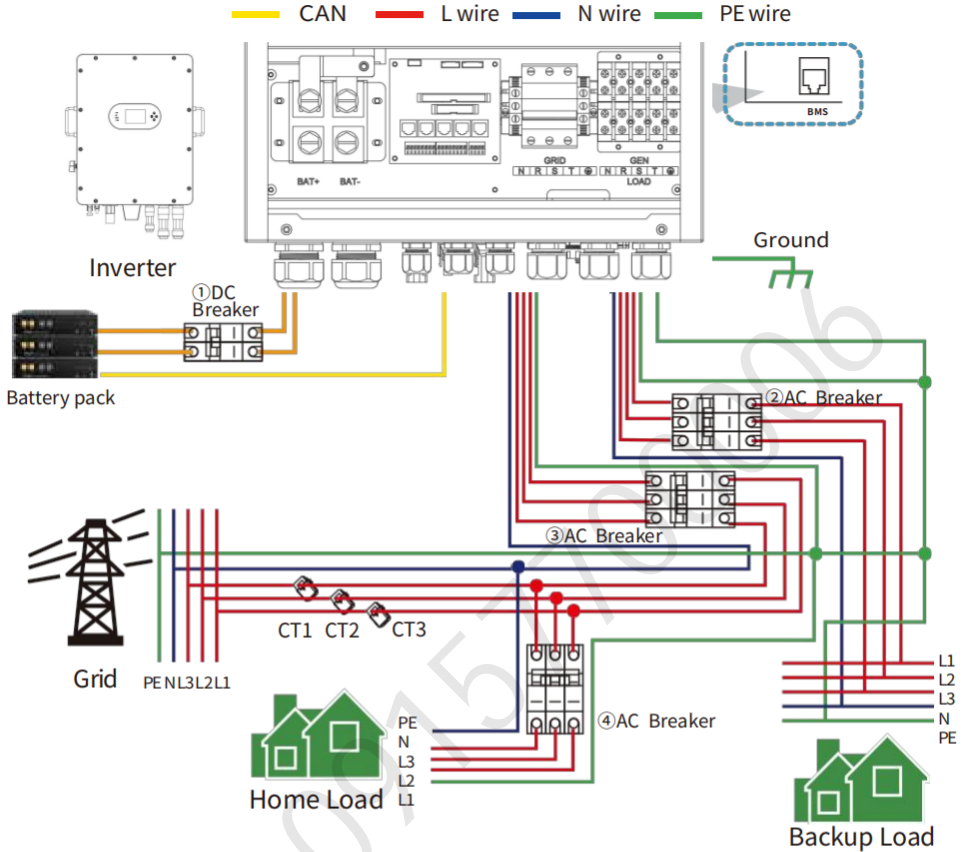 CAN L wire N wire PE wire
BMS
GRID GEN
N R S T N R S T
LOAD
BAT+ BAT-
Inverter
Ground
①DC
Breaker
Battery pack
②AC Breaker
③AC Breaker
CT1 CT2 CT3
Grid
PE N L3 L2 L1
④AC Breaker
PE
N
L3
L2
L1
Home Load
L1
L2
L3
N
PE
Backup Load